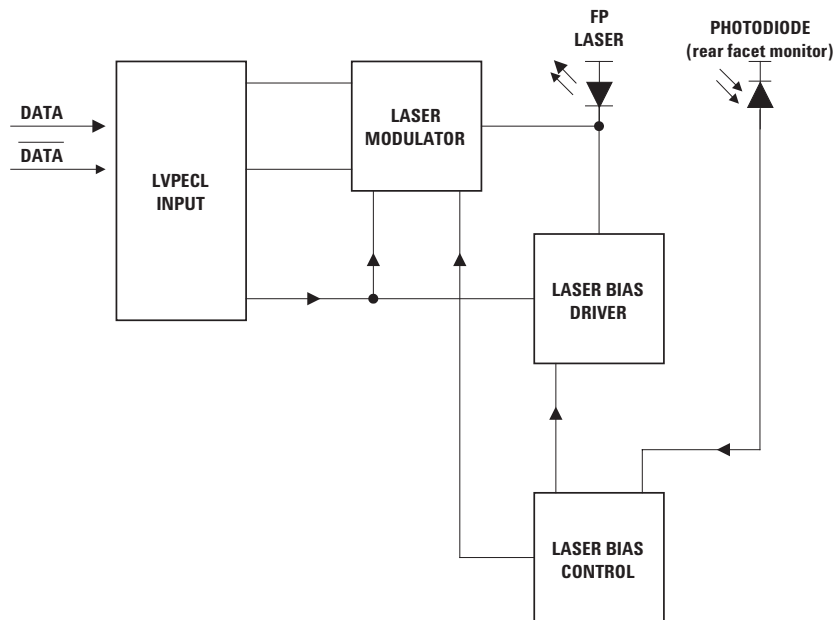 FP
LASER
PHOTODIODE
(rear facet monitor)
DATA
DATA
LVPECL
INPUT
LASER
MODULATOR
LASER BIAS
DRIVER
LASER BIAS
CONTROL